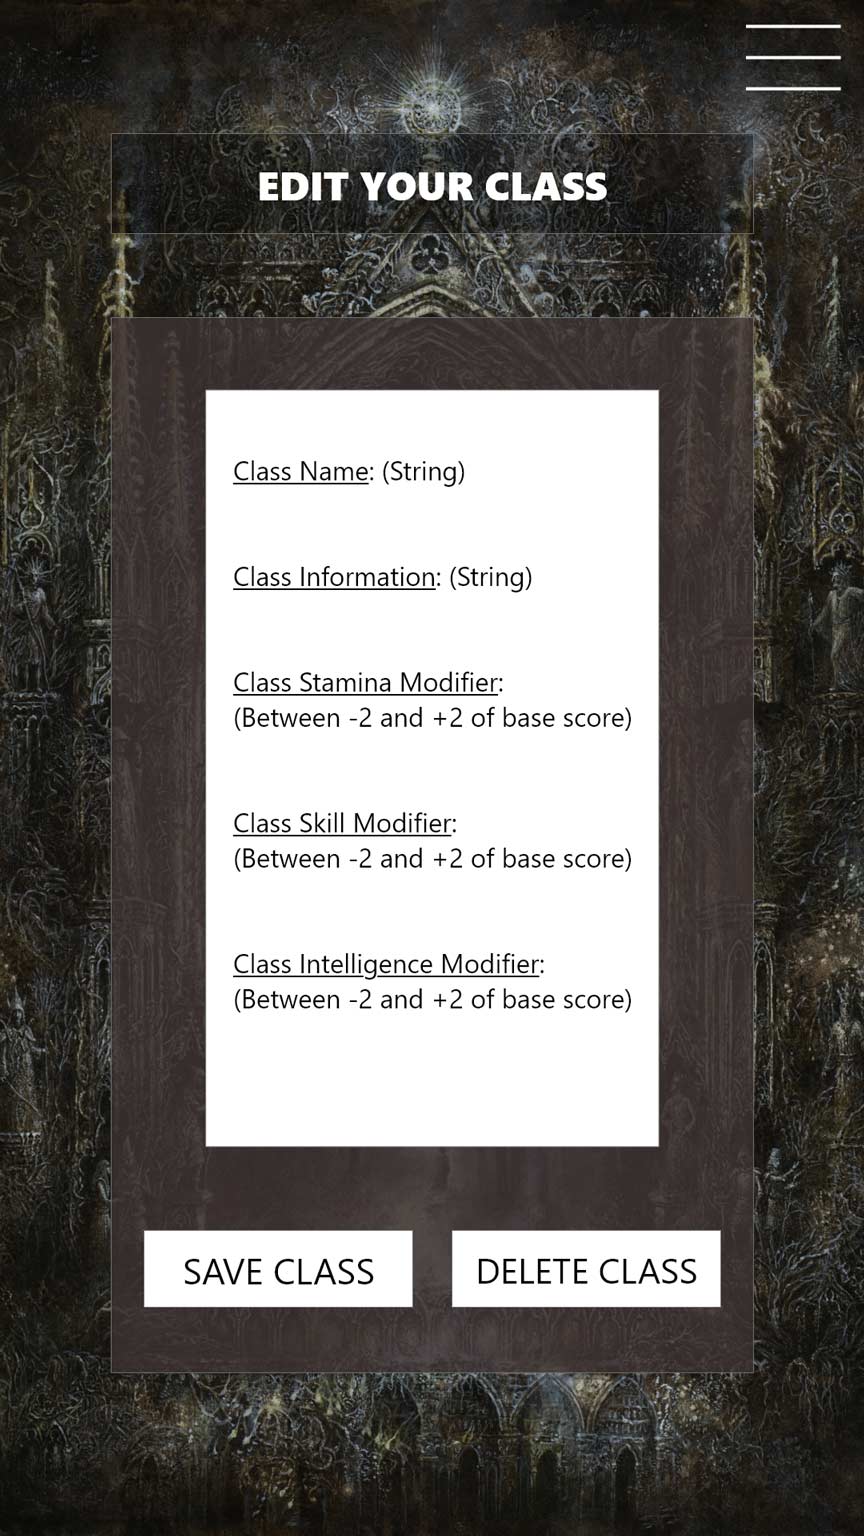 EDIT YOUR CLASS
Class Name: (String)
Class Information: (String)
Class Stamina Modifier:
(Between -2 and +2 of base score)
Class Skill Modifier:
(Between -2 and +2 of base score)
Class Intelligence Modifier:
(Between -2 and +2 of base score)
SAVE CLASS
DELETE CLASS